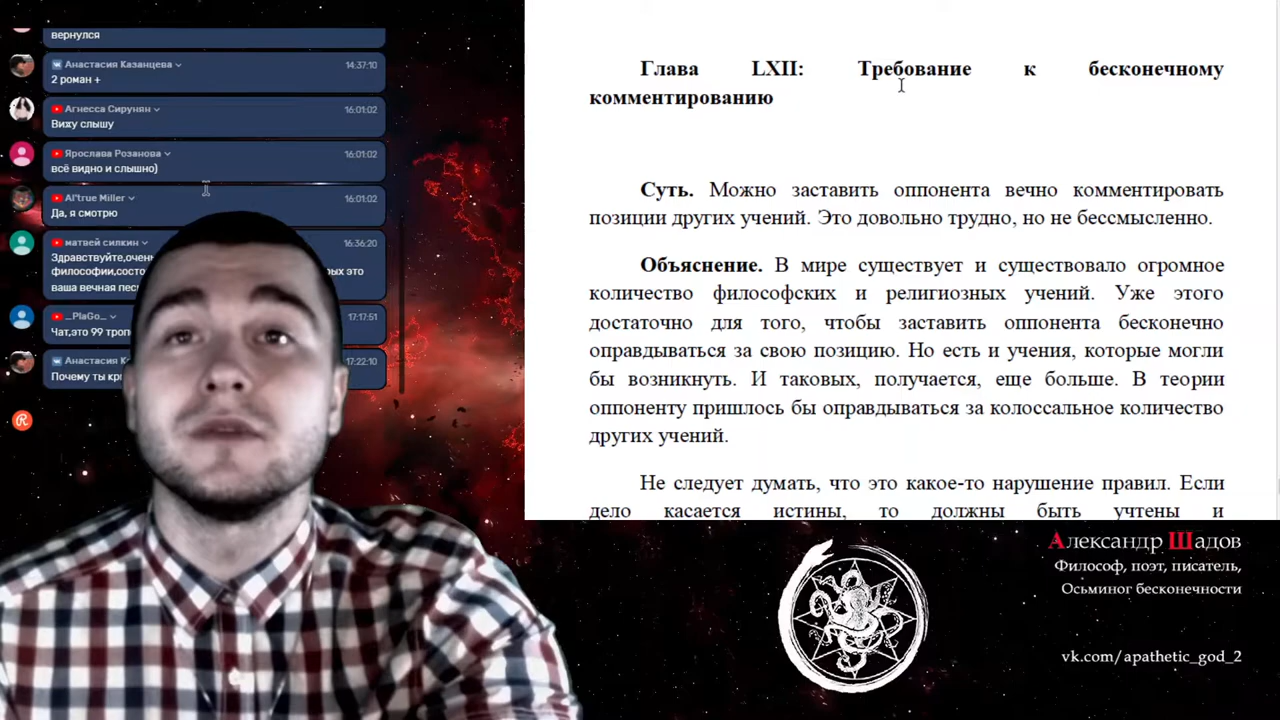 вернулся
Анастасия Казанцева 14:37:10
2 роман +
Агнесса Сирунян 16:01:02
Вижу слышу
Ярослава Розанова 16:01:02
всё видно и слышно)
Al'true Miller 16:01:02
Да, я смотрю
матвей силкин 16:36:20
Здравствуйте,очень
философии,состо рых это
ваша вечная
_PlaGo_ 17:17:51
Чат,это 99 троп
Анастасия Ка 17:22:10
Почему ты кр
Глава LXII: Требование к бесконечному
комментированию
Суть. Можно заставить оппонента вечно комментировать
позиции других учений. Это довольно трудно, но не бессмысленно.
Объяснение. В мире существует и существовало огромное
количество философских и религиозных учений. Уже этого
достаточно для того, чтобы заставить оппонента бесконечно
оправдываться за свою позицию. Но есть и учения, которые могли
бы возникнуть. И таковых, получается, еще больше. В теории
оппоненту пришлось бы оправдываться за колоссальное количество
других учений.
Не следует думать, что это какое-то нарушение правил. Если
дело касается истины, то должны быть учтены и
Александр Шадов
Философ, поэт, писатель,
Осьминог бесконечности
vk.com/apathetic_god_2